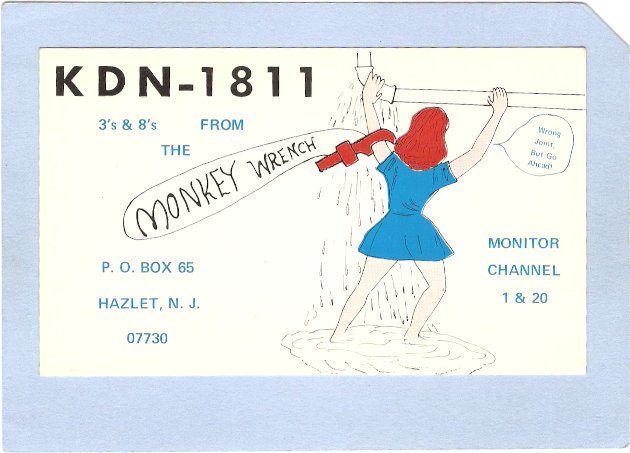 KDN-1811
3's & 8's FROM
THE
MONKEY WRENCH
Wrong
Joint,
But Go
Ahead!
P. O. BOX 65
HAZLET, N. J.
07730
MONITOR
CHANNEL
1 & 20